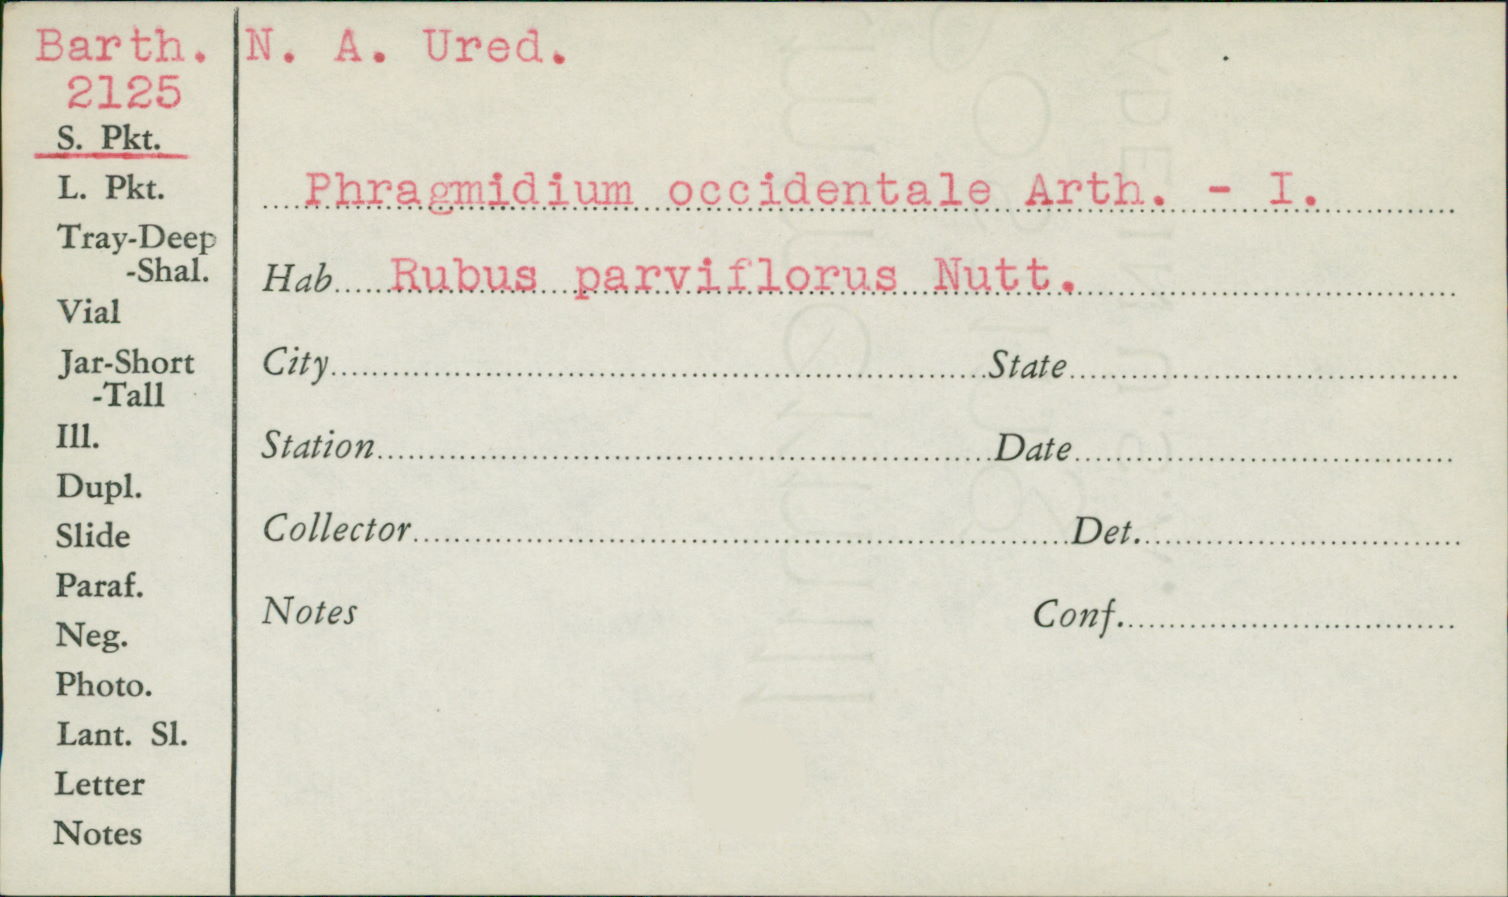 Barth. N. A. Ured.
2125
S. Pkt.
L. Pkt.
Phragmidium occidentale Arth. - I.
Tray-Deep
-Shal.
Hab. Rubus parviflorus Nutt.
Vial
Jar-Short
-Tall
City State
Ill.
Station Date
Dupl.
Slide
Collector Det.
Paraf.
Neg.
Notes Conf.
Photo.
Lant. Sl.
Letter
Notes